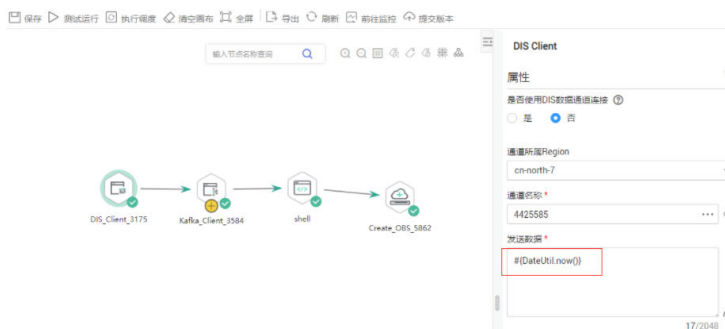 保存 测试运行 执行调度 清空画布 全屏 导出 刷新 前往监控 提交版本
输入节点名称查询
DIS_Client_3175
Kafka_Client_3584
shell
Create_OBS_5862
DIS Client
属性
是否使用DIS数据通道连接
是 否
通道所属Region
cn-north-7
通道名称 *
4425585
发送数据 *
#{DateUtil.now()}
17/2048